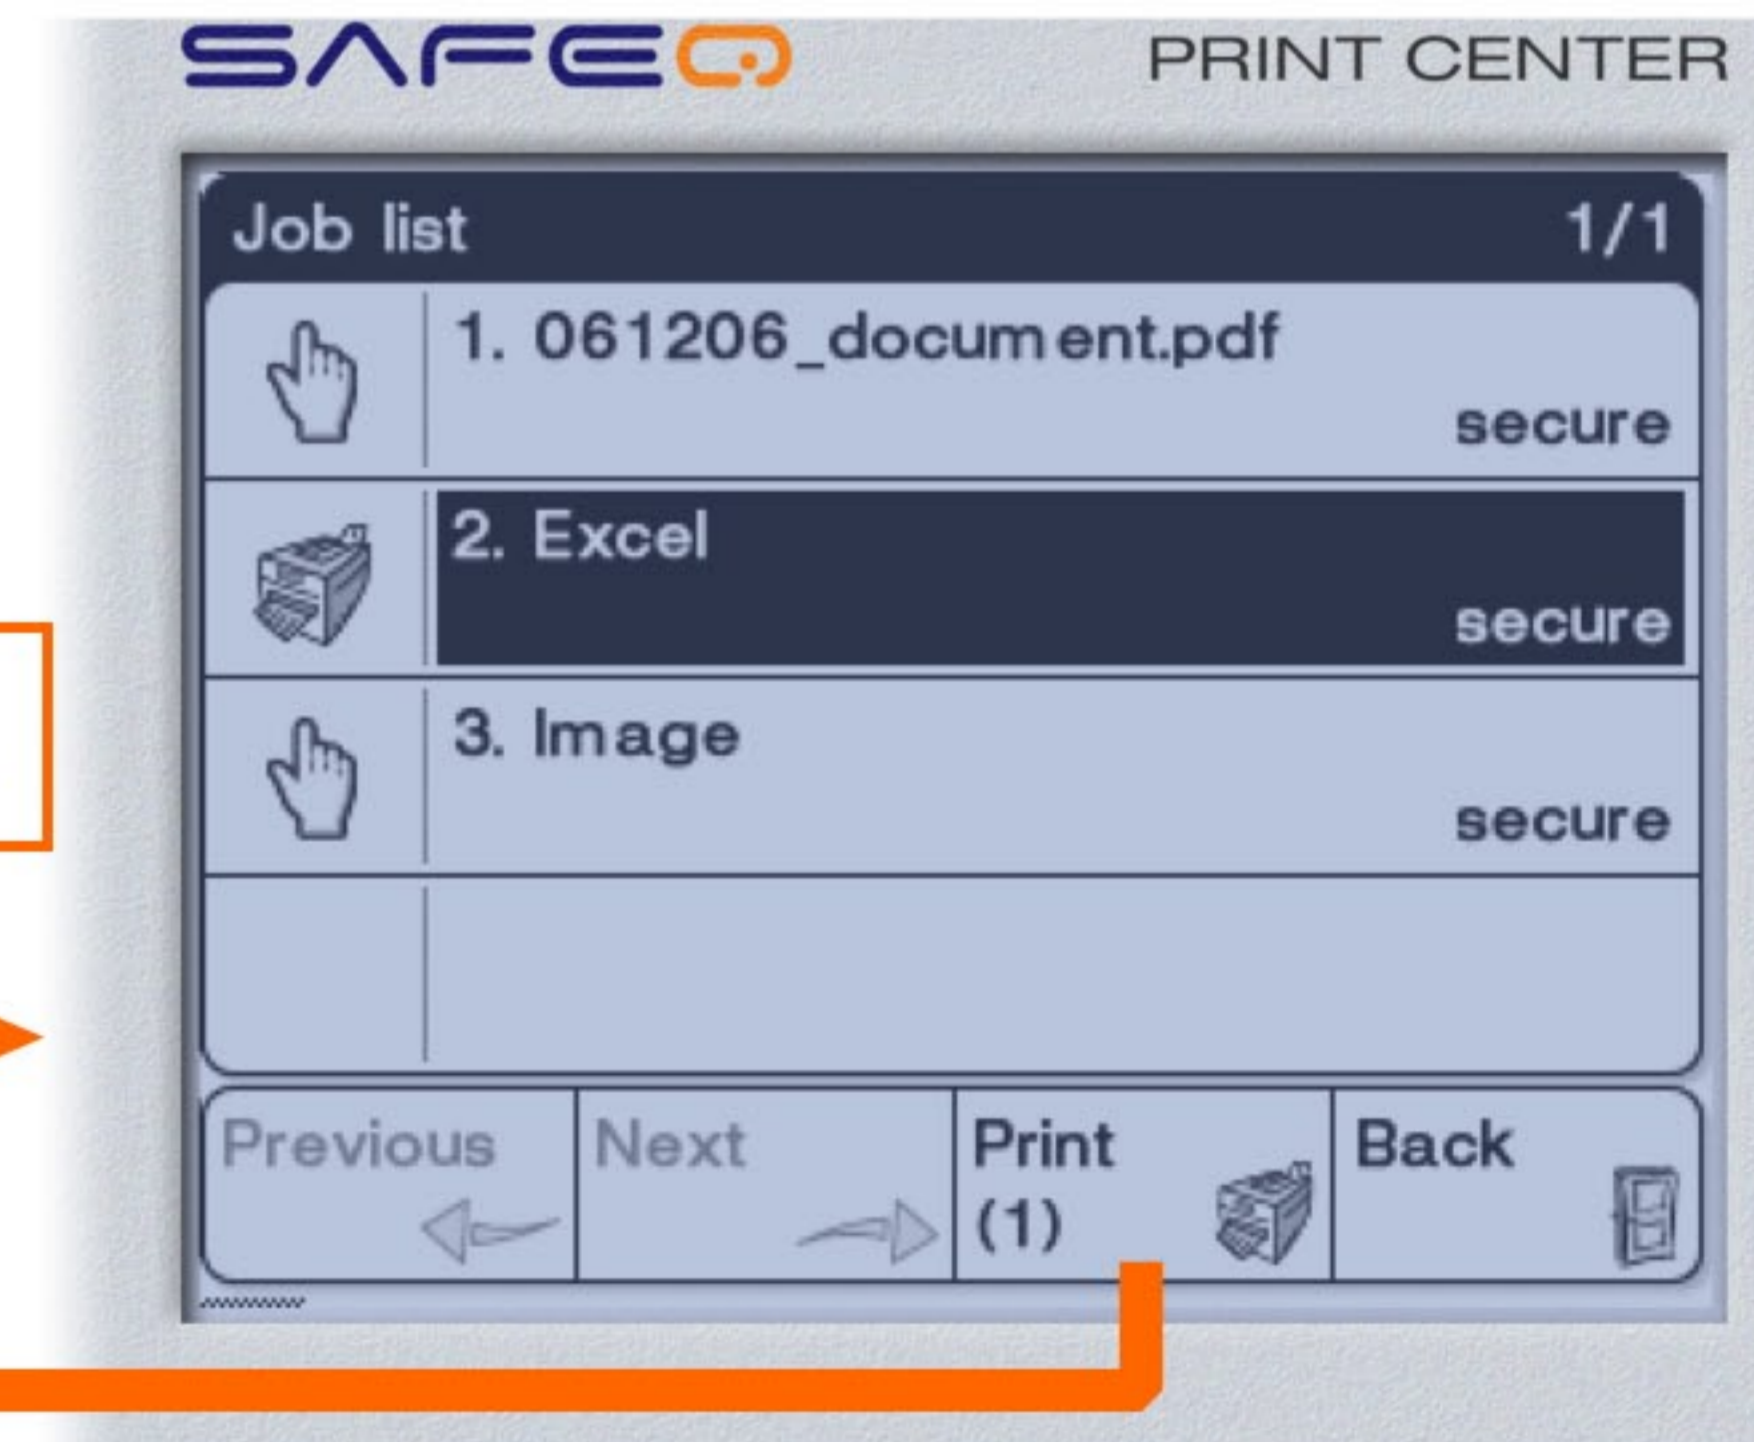 SAFEQ PRINT CENTER
Job list 1/1
1. 061206_document.pdf
secure
2. Excel
secure
3. Image
secure
Previous Next Print Back
(1)